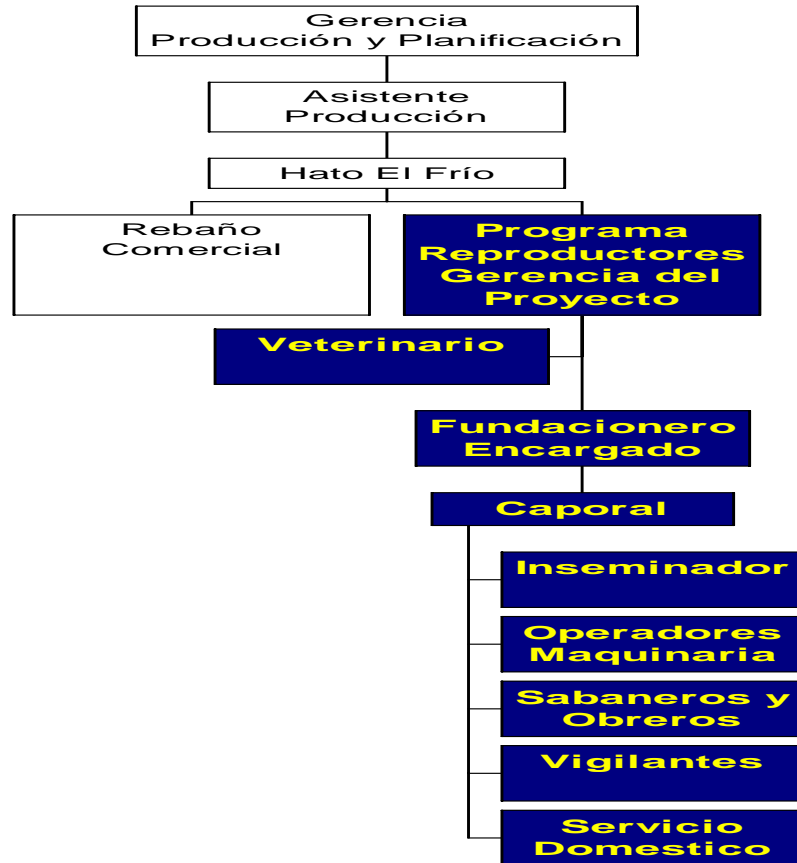 Gerencia
Producción y Planificación
Asistente
Producción
Hato El Frío
Rebaño
Comercial
Programa
Reproductores
Gerencia del
Proyecto
Veterinario
Fundacionero
Encargado
Caporal
Inseminador
Operadores
Maquinaria
Sabaneros y
Obreros
Vigilantes
Servicio
Domestico